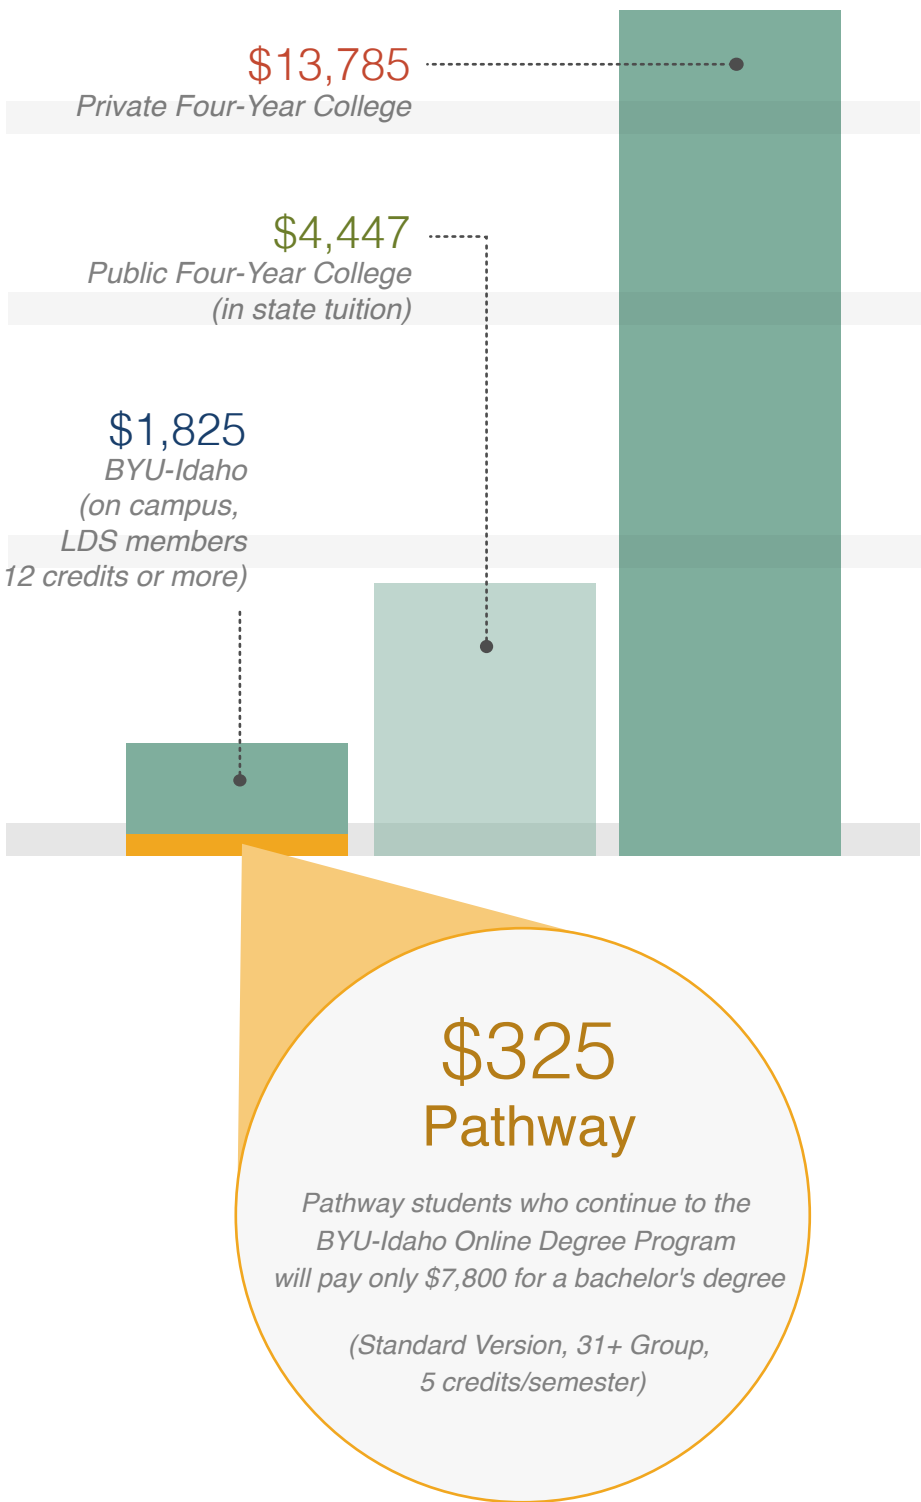 $13,785
Private Four-Year College
$4,447
Public Four-Year College
(in state tuition)
$1,825
BYU-Idaho
(on campus,
LDS members
12 credits or more)
$325
Pathway
Pathway students who continue to the
BYU-Idaho Online Degree Program
will pay only $7,800 for a bachelor's degree
(Standard Version, 31+ Group,
5 credits/semester)